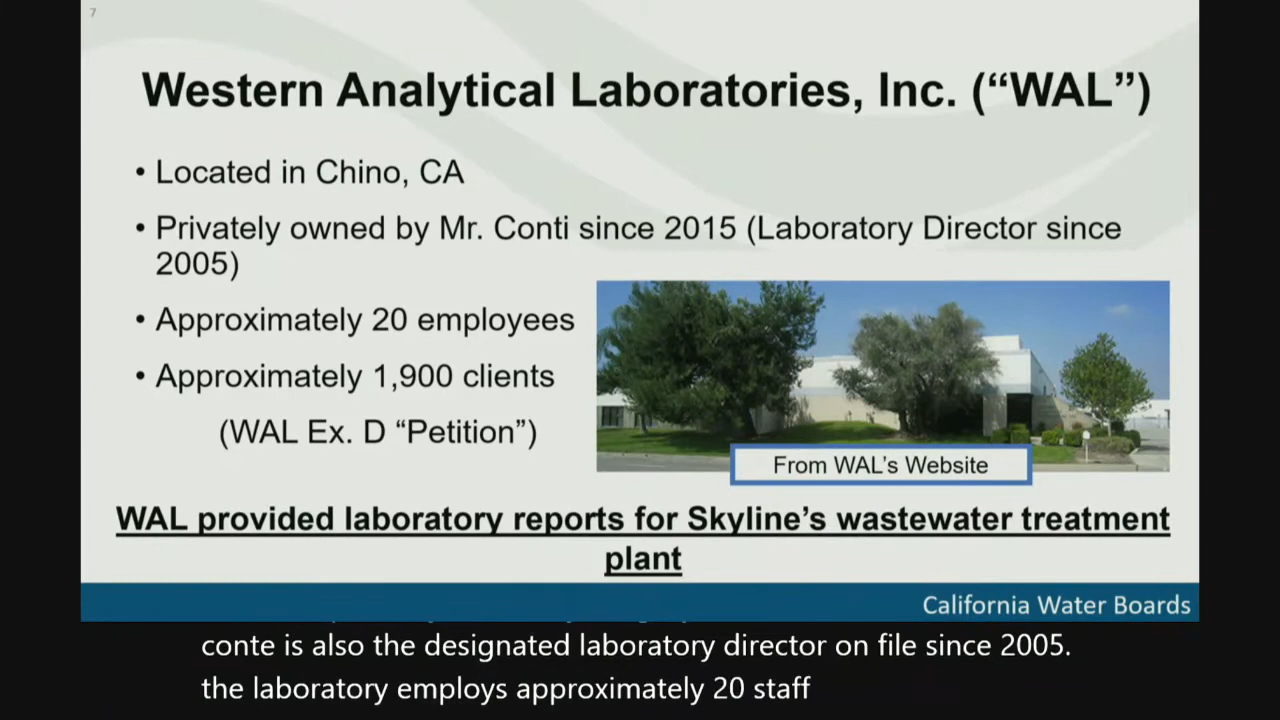 7
Western Analytical Laboratories, Inc. (“WAL”)
• Located in Chino, CA
• Privately owned by Mr. Conti since 2015 (Laboratory Director since
2005)
• Approximately 20 employees
• Approximately 1,900 clients
(WAL Ex. D “Petition”)
From WAL’s Website
WAL provided laboratory reports for Skyline’s wastewater treatment
plant
California Water Boards
conte is also the designated laboratory director on file since 2005.
the laboratory employs approximately 20 staff